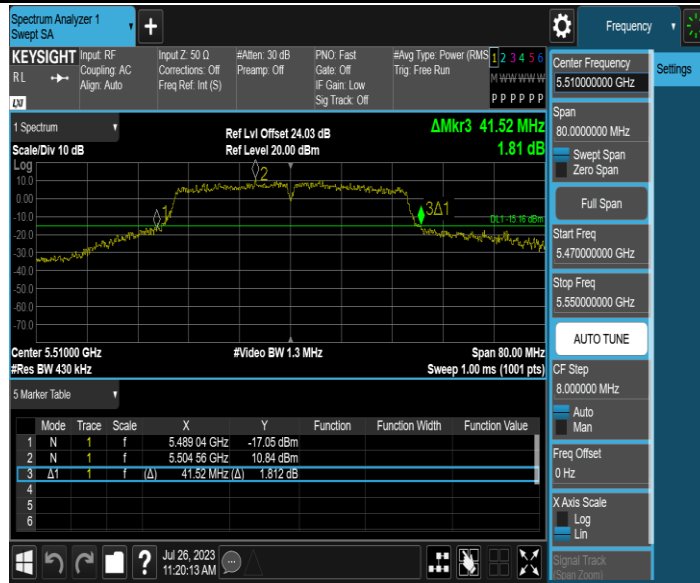 Spectrum Analyzer 1
Swept SA
+
Frequency
KEYSIGHT
RL
LXI
Input: RF
Coupling: AC
Align: Auto
Input Z: 50 Ω
Corrections: Off
Freq Ref: Int (S)
#Atten: 30 dB
Preamp: Off
PNO: Fast
Gate: Off
IF Gain: Low
Sig Track: Off
#Avg Type: Power (RMS
Trig: Free Run
1 2 3 4 5 6
M W W W W W
P P P P P P
Center Frequency
5.510000000 GHz
Settings
Span
80.0000000 MHz
Swept Span
Zero Span
Full Span
Start Freq
5.470000000 GHz
Stop Freq
5.550000000 GHz
AUTO TUNE
CF Step
8.000000 MHz
Auto
Man
Freq Offset
0 Hz
X Axis Scale
Log
Lin
Signal Track
(Span Zoom)
1 Spectrum
Scale/Div 10 dB
Ref Lvl Offset 24.03 dB
Ref Level 20.00 dBm
ΔMkr3 41.52 MHz
1.81 dB
Log
10.0
0.00
-10.0
-20.0
-30.0
-40.0
-50.0
-60.0
-70.0
1
2
3Δ1
DL1 -15.16 dBm
Center 5.51000 GHz
#Video BW 1.3 MHz
Span 80.00 MHz
#Res BW 430 kHz
Sweep 1.00 ms (1001 pts)
5 Marker Table
Mode Trace Scale X Y Function Function Width Function Value
1 N 1 f 5.489 04 GHz -17.05 dBm
2 N 1 f 5.504 56 GHz 10.84 dBm
3 Δ1 1 f (Δ) 41.52 MHz (Δ) 1.812 dB
4
5
6
?
Jul 26, 2023
11:20:13 AM